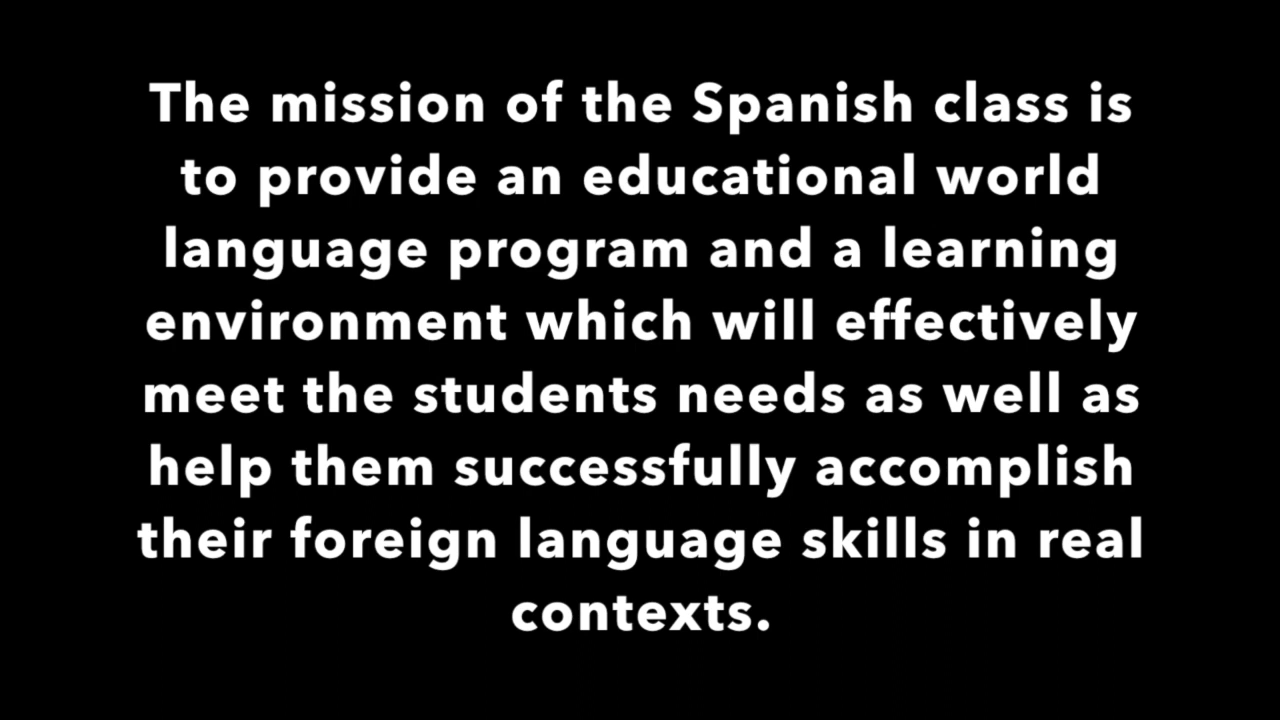 The mission of the Spanish class is
to provide an educational world
language program and a learning
environment which will effectively
meet the students needs as well as
help them successfully accomplish
their foreign language skills in real
contexts.